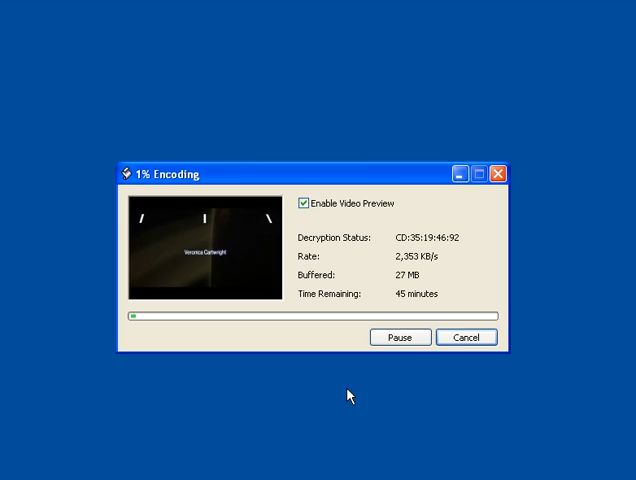 1% Encoding
/ I \
Veronica Cartwright
Enable Video Preview
Decryption Status: CD:35:19:46:92
Rate: 2,353 KB/s
Buffered: 27 MB
Time Remaining: 45 minutes
Pause Cancel